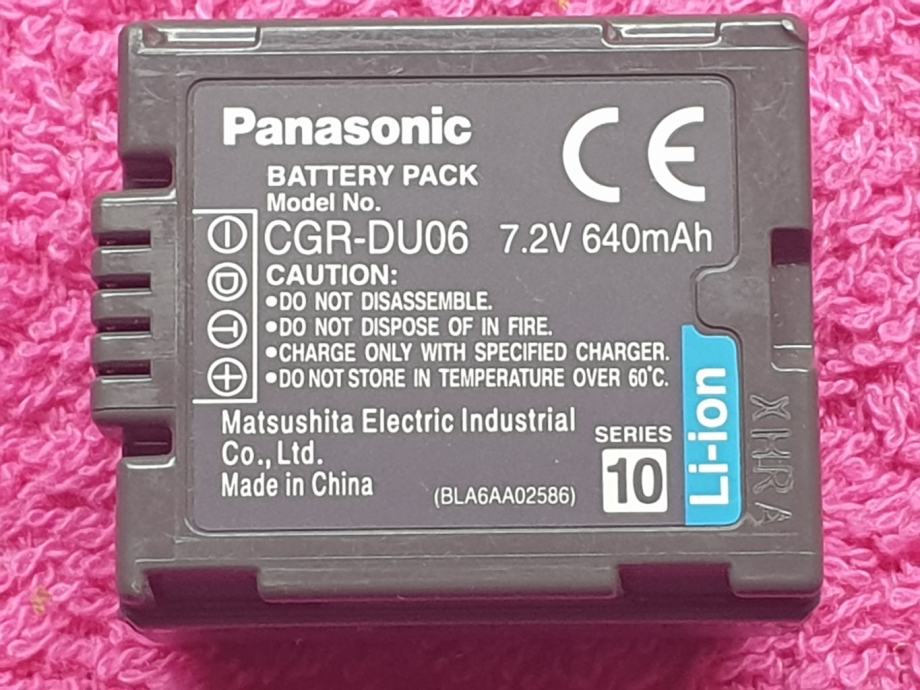 Panasonic
CE
BATTERY PACK
Model No.
CGR-DU06 7.2V 640mAh
CAUTION:
•DO NOT DISASSEMBLE.
•DO NOT DISPOSE OF IN FIRE.
•CHARGE ONLY WITH SPECIFIED CHARGER.
•DO NOT STORE IN TEMPERATURE OVER 60°C.
D
T
Matsushita Electric Industrial
Co., Ltd.
Made in China
(BLA6AA02586)
SERIES
10
Li-ion
XHRA